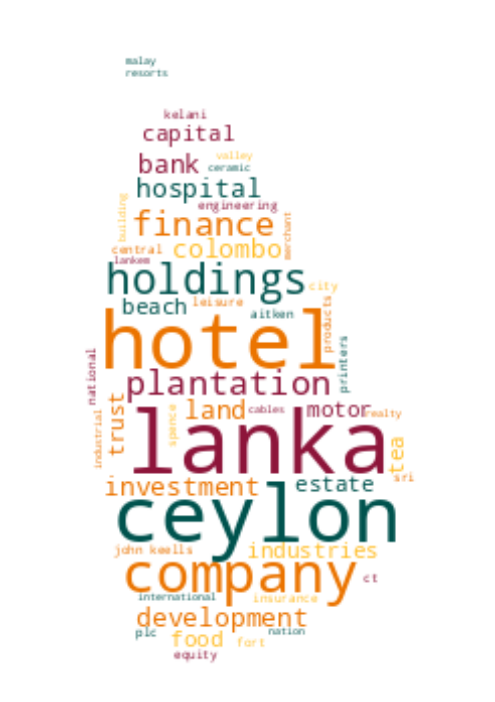 malay
resorts
kelani
capital
bank
valley
ceramic
hospital
engineering
building
finance
merchant
central
colombo
lankem
holdings
city
beach
leisure
aitken
products
hotel
printers
national
plantation
trust
land
cables
motor
realty
industrial
spence
lanka
tea
sri
investment
estate
ceylon
john keells
industries
company
ct
international
insurance
development
plc
food
fort
nation
equity